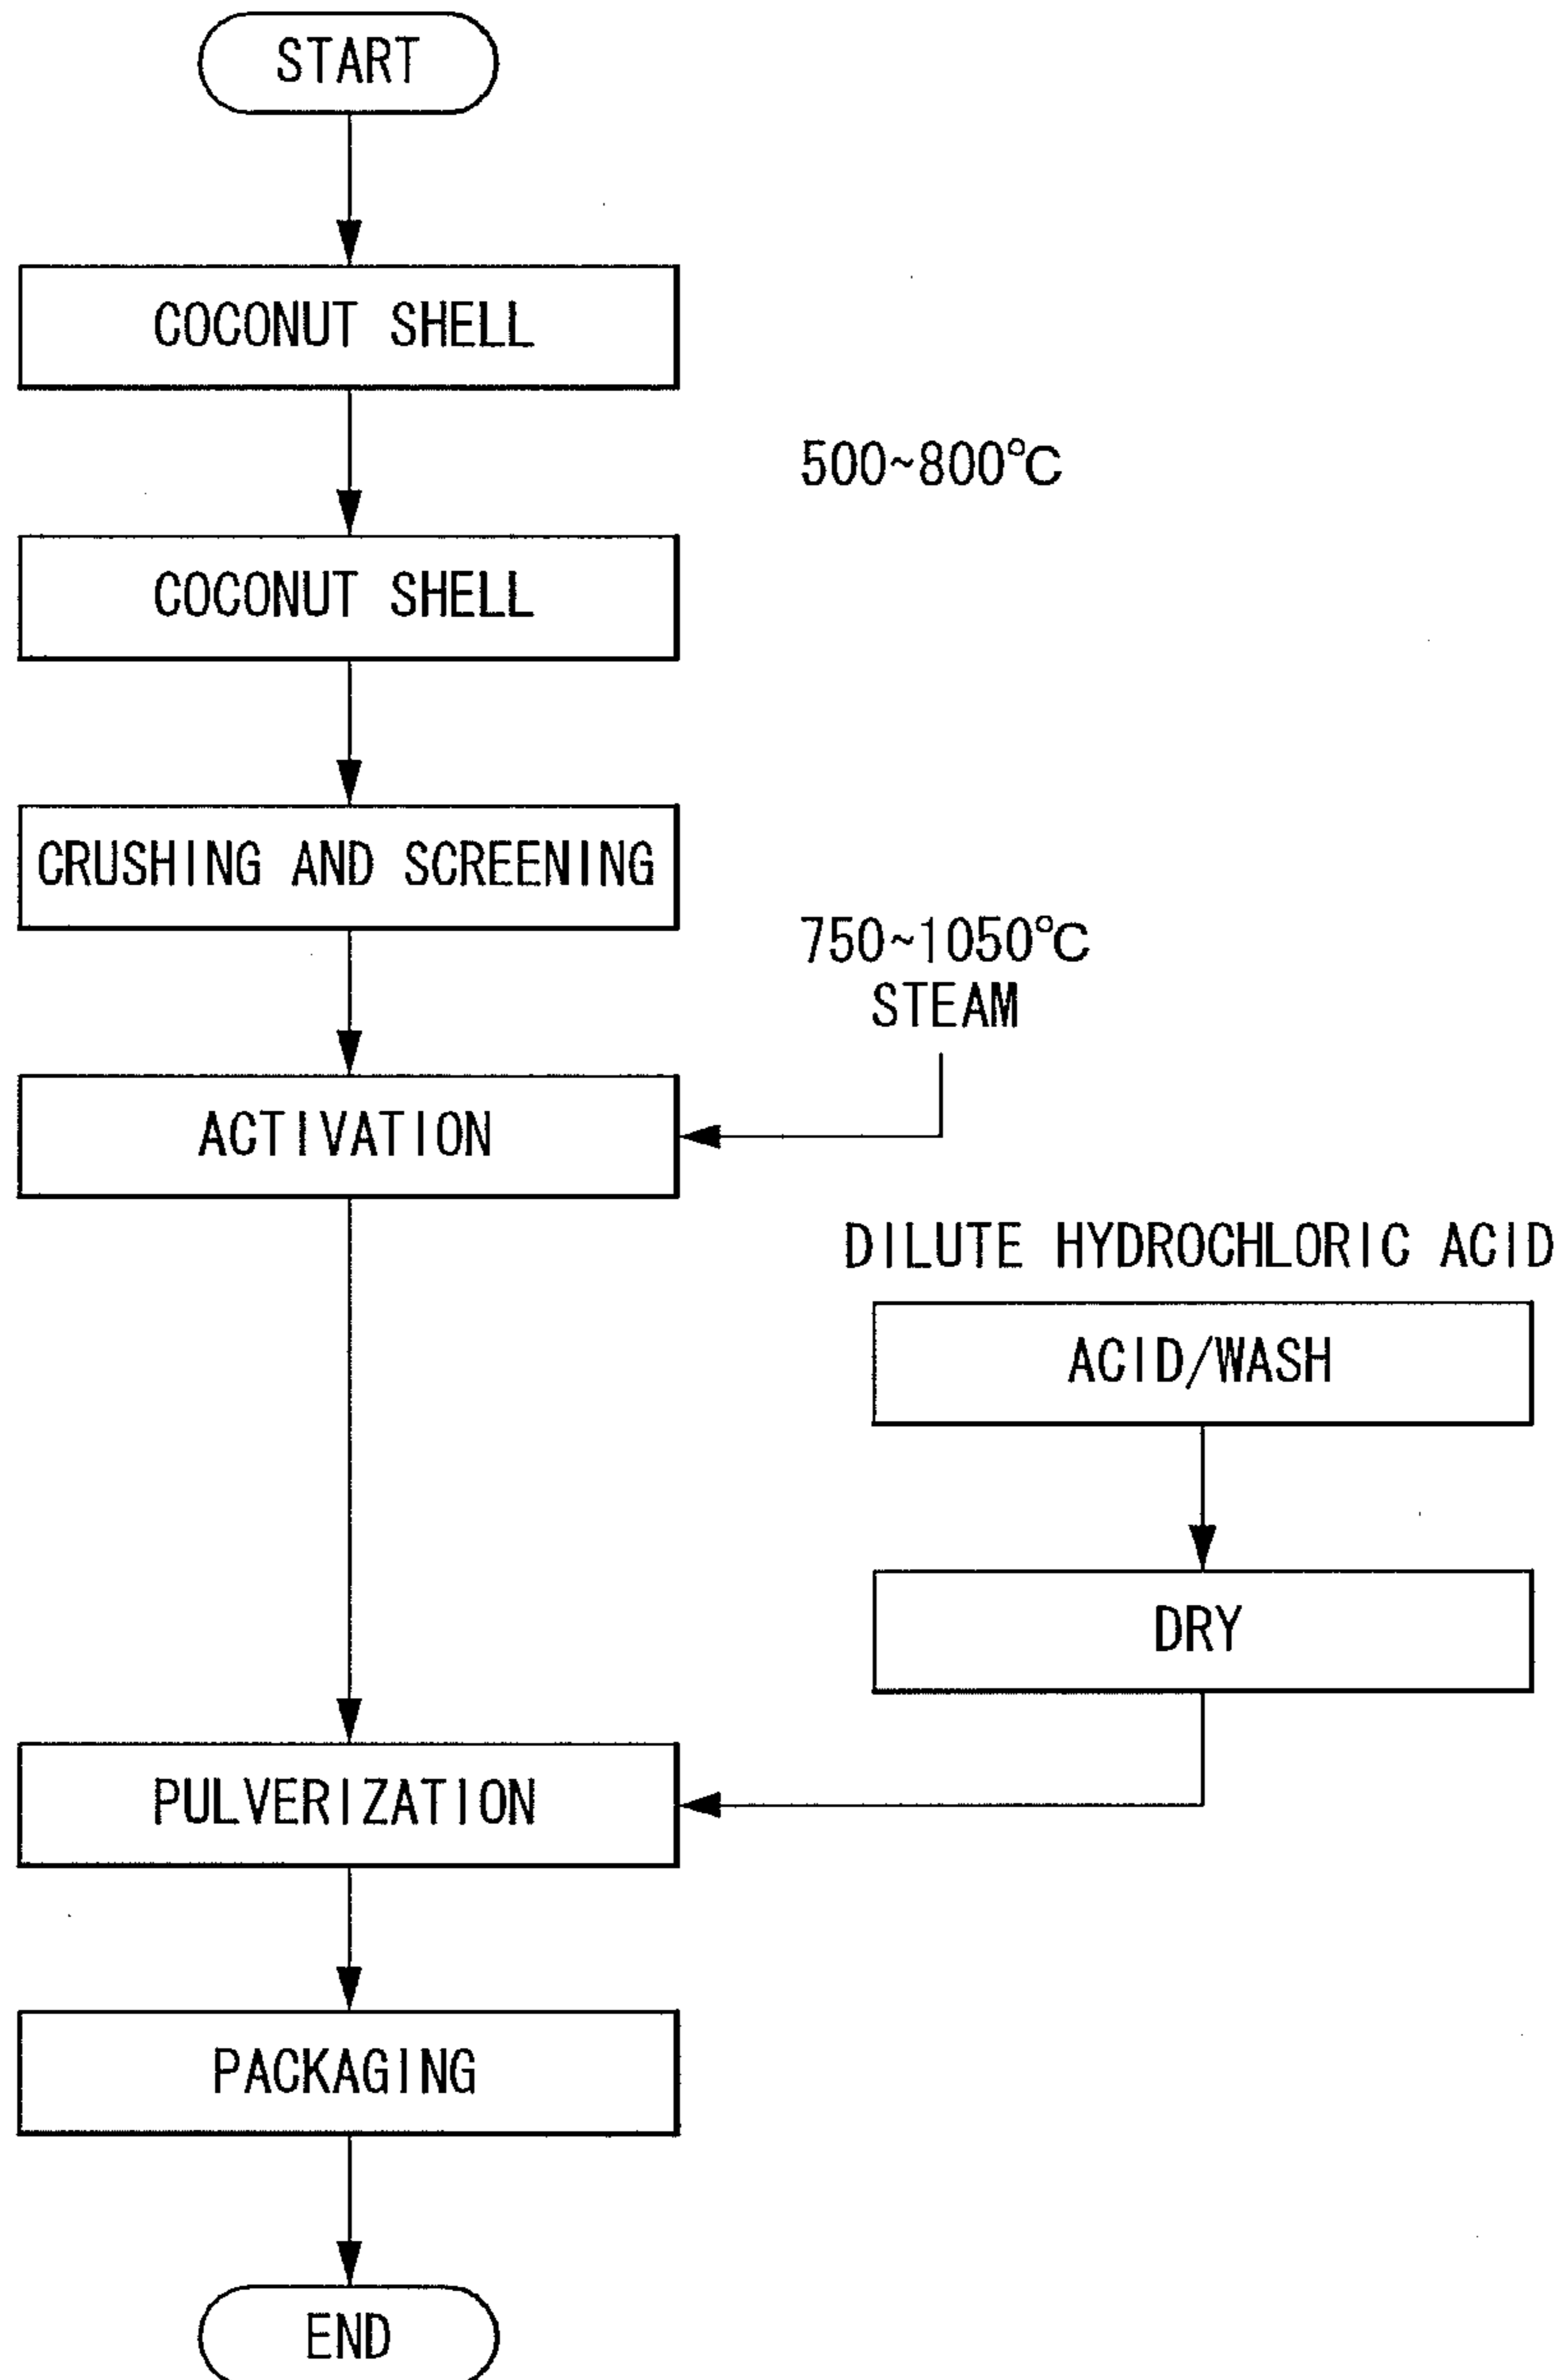 START
COCONUT SHELL
500~800℃
COCONUT SHELL
CRUSHING AND SCREENING
750~1050℃
STEAM
ACTIVATION
DILUTE HYDROCHLORIC ACID
ACID/WASH
DRY
PULVERIZATION
PACKAGING
END